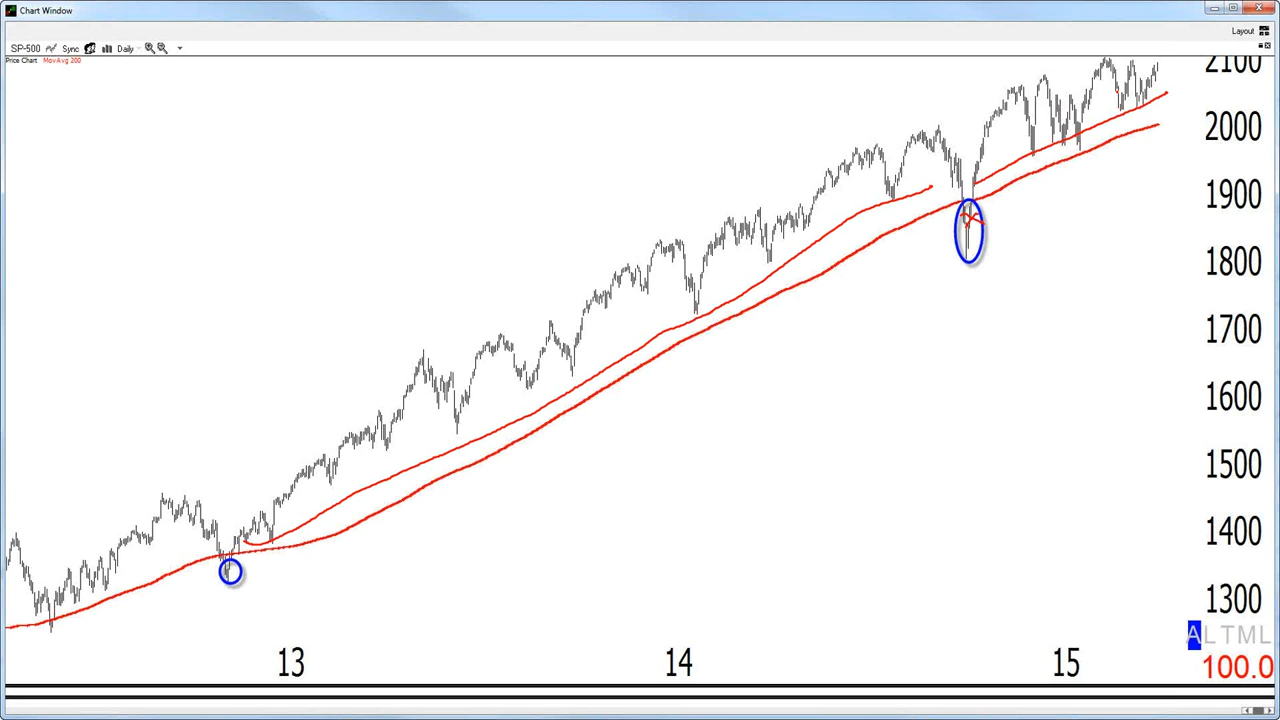 Chart Window
Layout
SP-500 Sync Daily
Price Chart MovAvg 200
2100
2000
1900
1800
1700
1600
1500
1400
1300
ALTML
13 14 15
100.0